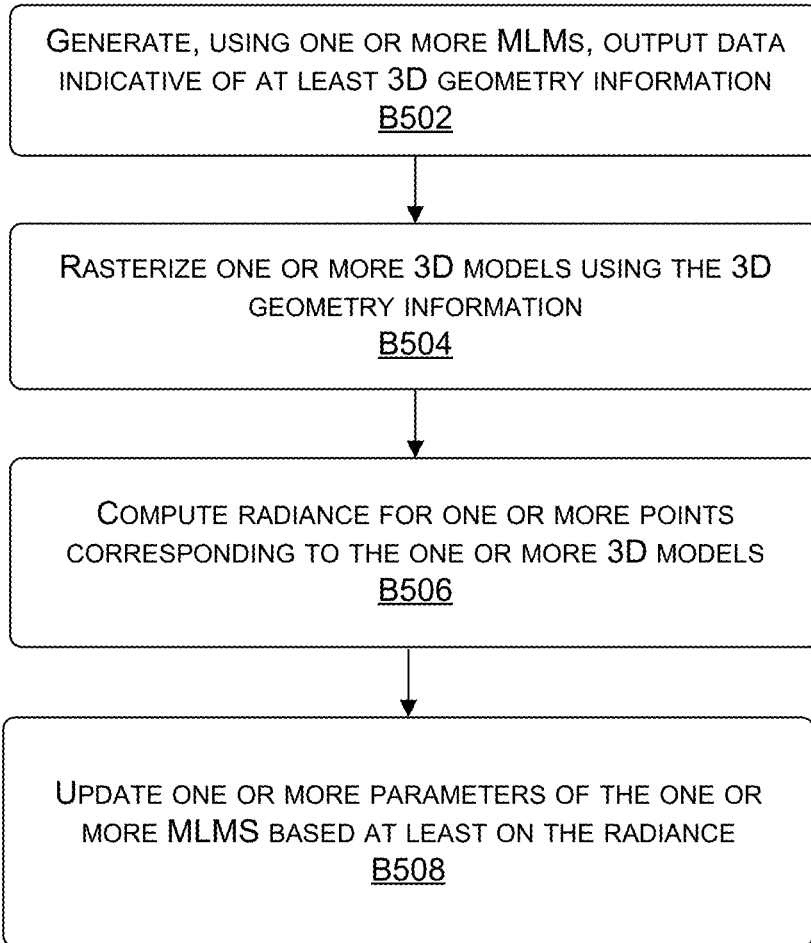 GENERATE, USING ONE OR MORE MLMS, OUTPUT DATA
INDICATIVE OF AT LEAST 3D GEOMETRY INFORMATION
B502
RASTERIZE ONE OR MORE 3D MODELS USING THE 3D
GEOMETRY INFORMATION
B504
COMPUTE RADIANCE FOR ONE OR MORE POINTS
CORRESPONDING TO THE ONE OR MORE 3D MODELS
B506
UPDATE ONE OR MORE PARAMETERS OF THE ONE OR
MORE MLMS BASED AT LEAST ON THE RADIANCE
B508